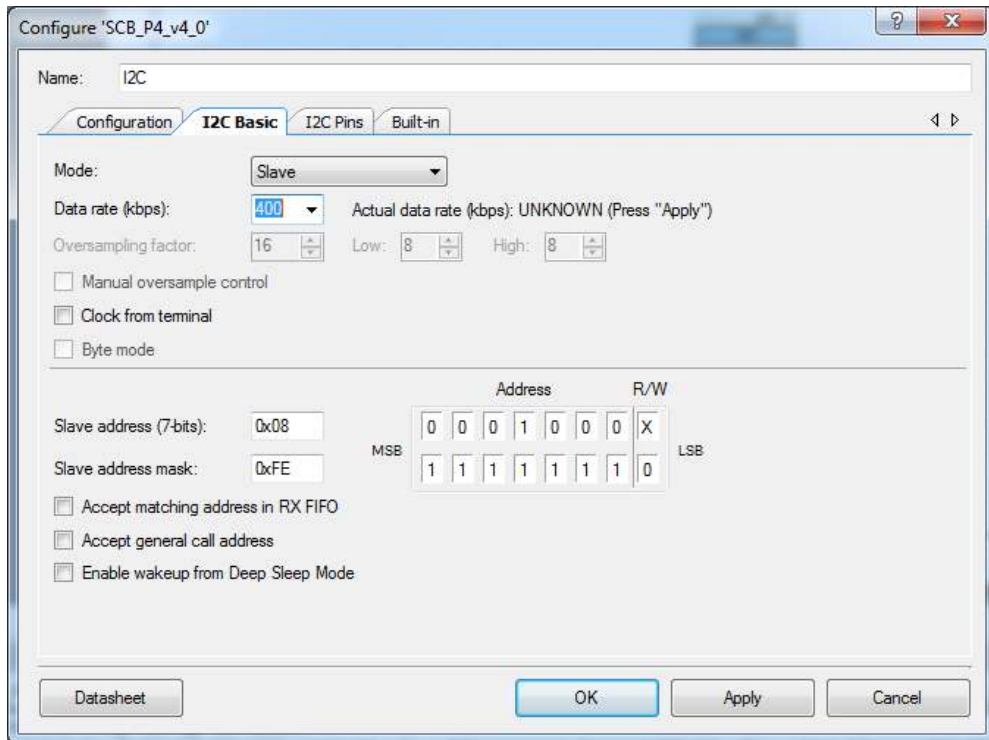 Configure 'SCB_P4_v4_0'
Name: I2C
Configuration I2C Basic I2C Pins Built-in
Mode: Slave
Data rate (kbps): 400 Actual data rate (kbps): UNKNOWN (Press "Apply")
Oversampling factor: 16 Low: 8 High: 8
Manual oversample control
Clock from terminal
Byte mode
Address R/W
Slave address (7-bits): 0x08 0 0 0 1 0 0 0 X
MSB LSB
Slave address mask: 0xFE 1 1 1 1 1 1 1 0
Accept matching address in RX FIFO
Accept general call address
Enable wakeup from Deep Sleep Mode
Datasheet OK Apply Cancel